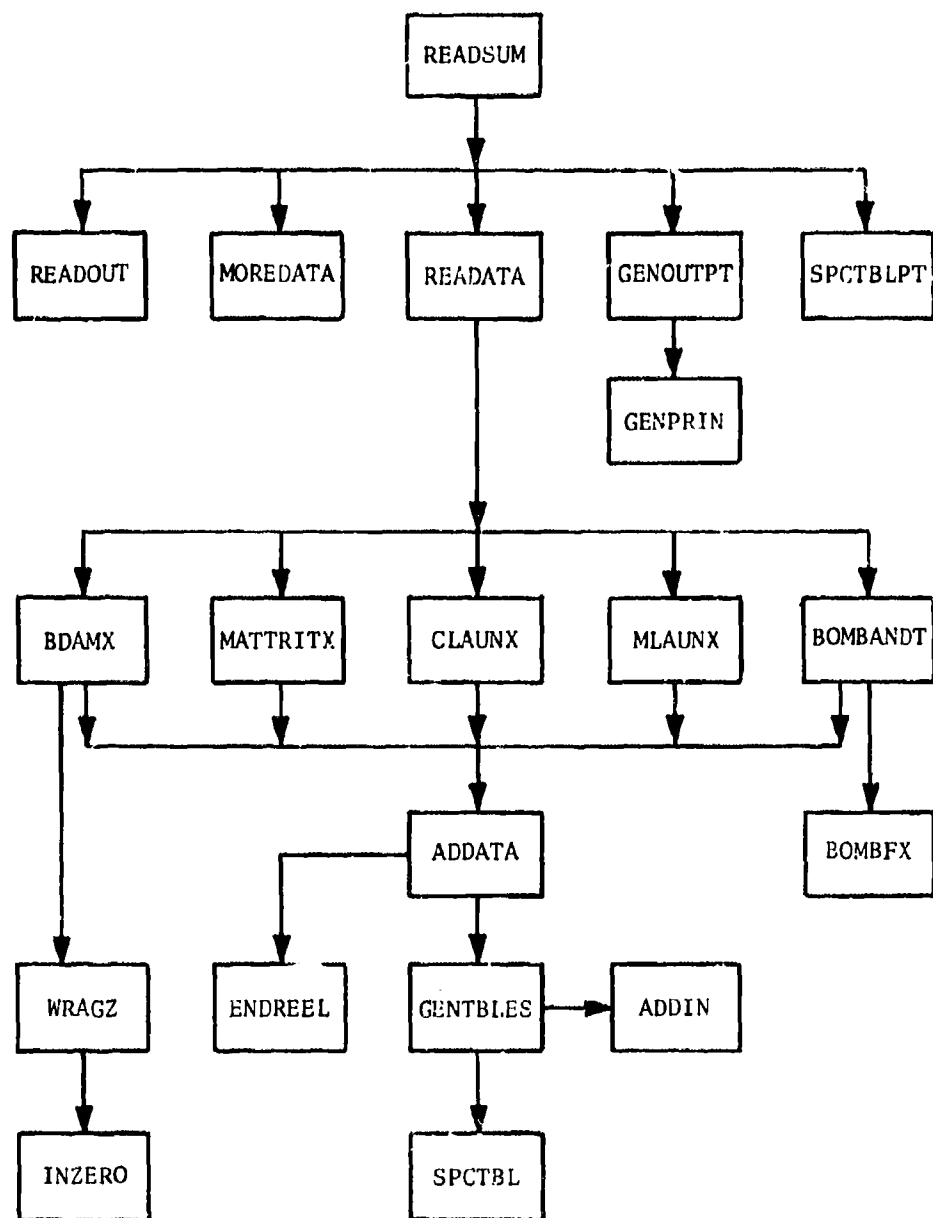 READSUM
READOUT
MOREDATA
READATA
GENOUTPT
SPCTBLPT
GENPRIN
BDAMX
MATTRITX
CLAUNX
MLAUNX
BOMBANDT
ADDATA
BOMBFX
WRAGZ
ENDREEL
GENTBLES
ADDIN
INZERO
SPCTBL